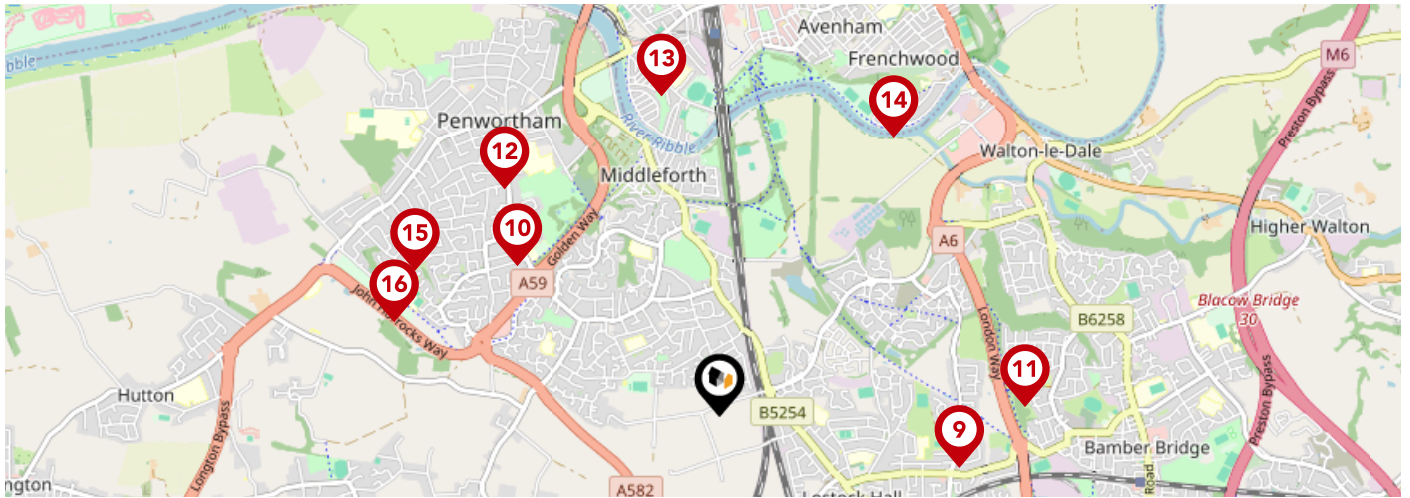 Avenham
Frenchwood
M6
Preston Bypass
13
14
Ribble
River Ribble
Penwortham
12
Middleforth
Walton-le-Dale
Higher Walton
15
10
Golden Way
A6
A59
16
John Horrocks Way
Blacow Bridge
30
London Way
B6258
11
Hutton
B5254
9
Preston Bypass
Longton Bypass
Bamber Bridge
Road
ngton
A582
Lostock Hall